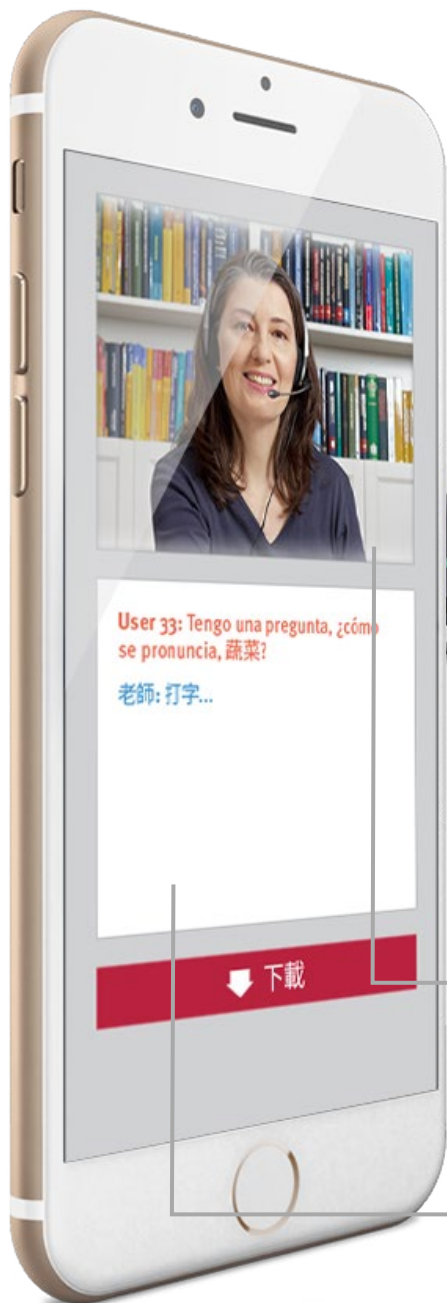 User 33: Tengo una pregunta, ¿cómo
se pronuncia, 蔬菜?
老師: 打字...
下載